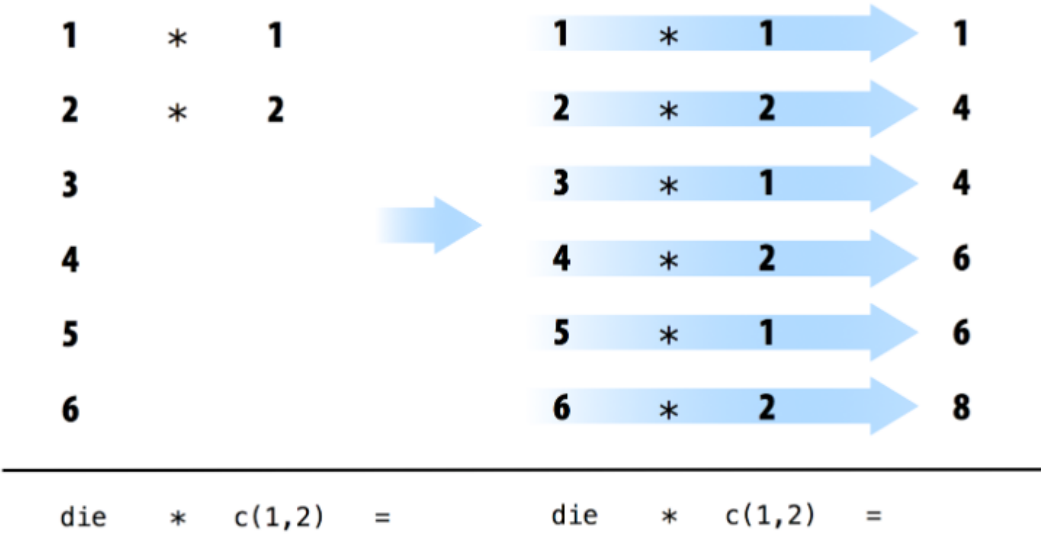 1 * 1 1 * 1 1
2 * 2 2 * 2 4
3 3 * 1 4
4 4 * 2 6
5 5 * 1 6
6 6 * 2 8
die * c(1,2) = die * c(1,2) =